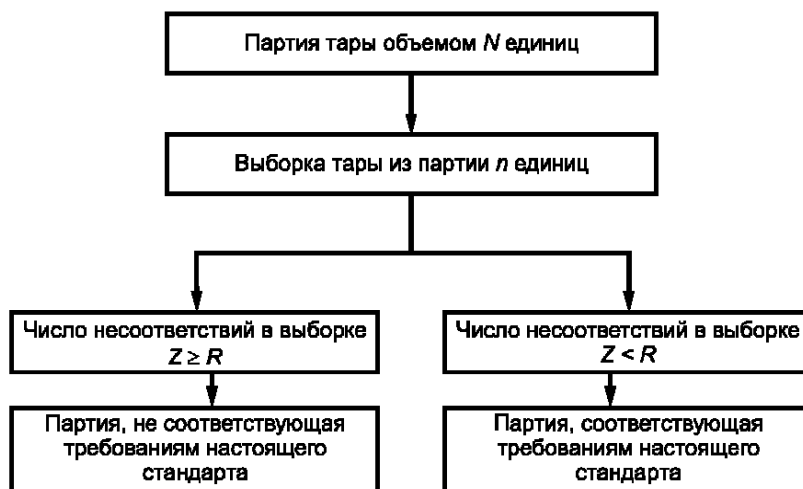 Партия тары объемом N единиц
Выборка тары из партии n единиц
Число несоответствий в выборке
Z ≥ R
Число несоответствий в выборке
Z < R
Партия, не соответствующая
требованиям настоящего
стандарта
Партия, соответствующая
требованиям настоящего
стандарта